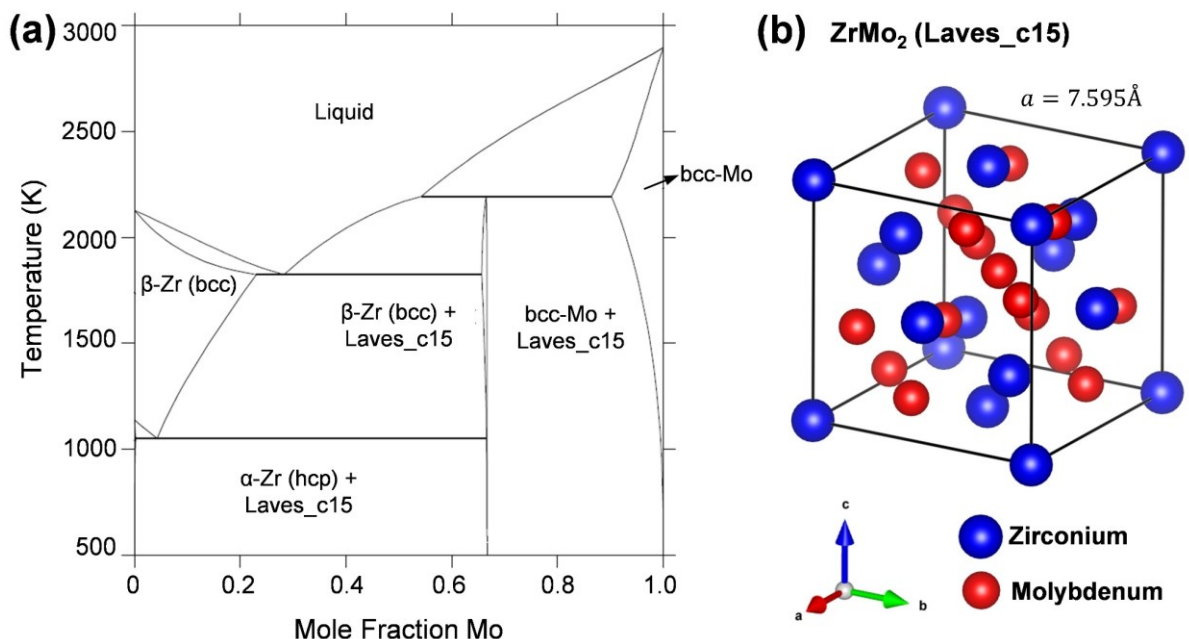 (a)
3000
2500
2000
1500
1000
500
Temperature (K)
Liquid
bcc-Mo
β-Zr (bcc)
β-Zr (bcc) +
Laves_c15
bcc-Mo +
Laves_c15
α-Zr (hcp) +
Laves_c15
0
0.2
0.4
0.6
0.8
1.0
Mole Fraction Mo
(b) ZrMo₂ (Laves_c15)
a = 7.595Å
c
a
b
Zirconium
Molybdenum